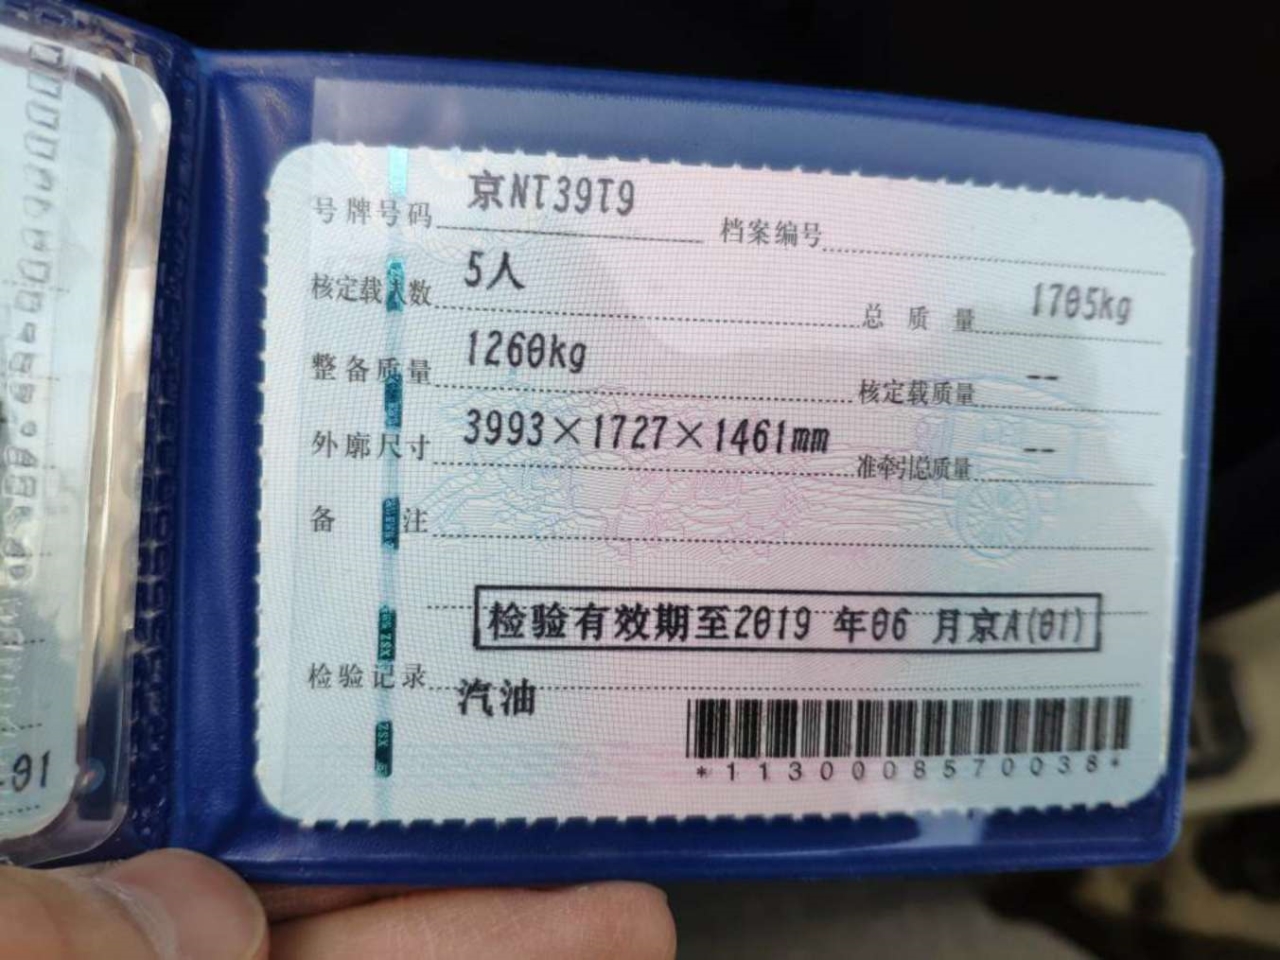 号牌号码 京NT39T9 档案编号
核定载人数 5人 总质量 1705kg
整备质量 1260kg 核定载质量 --
外廓尺寸 3993×1727×1461mm 准牵引总质量 --
备注
检验有效期至2019 年06 月京A(01)
检验记录 汽油
*1130008570038*